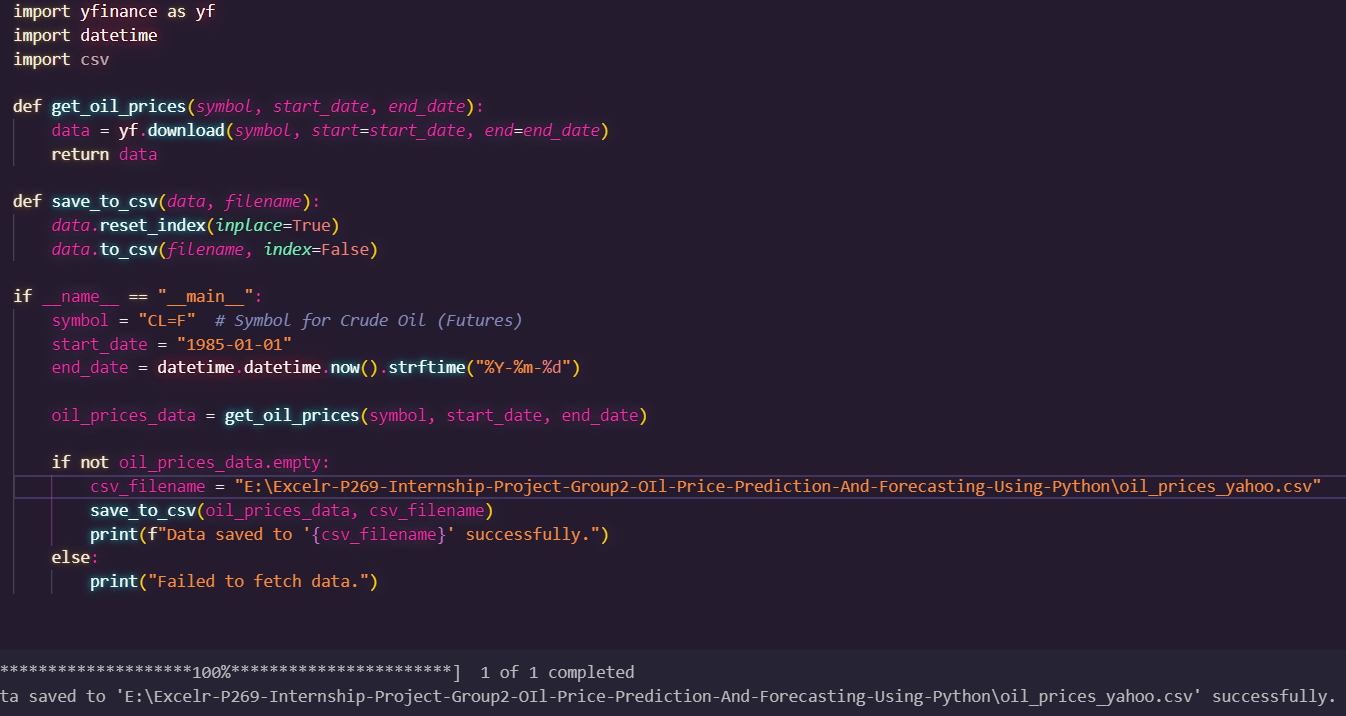 import yfinance as yf
import datetime
import csv
def get_oil_prices(symbol, start_date, end_date):
    data = yf.download(symbol, start=start_date, end=end_date)
    return data
def save_to_csv(data, filename):
    data.reset_index(inplace=True)
    data.to_csv(filename, index=False)
if __name__ == "__main__":
    symbol = "CL=F"  # Symbol for Crude Oil (Futures)
    start_date = "1985-01-01"
    end_date = datetime.datetime.now().strftime("%Y-%m-%d")
    oil_prices_data = get_oil_prices(symbol, start_date, end_date)
    if not oil_prices_data.empty:
        csv_filename = "E:\Excelr-P269-Internship-Project-Group2-OIl-Price-Prediction-And-Forecasting-Using-Python\oil_prices_yahoo.csv"
        save_to_csv(oil_prices_data, csv_filename)
        print(f"Data saved to '{csv_filename}' successfully.")
    else:
        print("Failed to fetch data.")
********************100%***********************]  1 of 1 completed
ta saved to 'E:\Excelr-P269-Internship-Project-Group2-OIl-Price-Prediction-And-Forecasting-Using-Python\oil_prices_yahoo.csv' successfully.